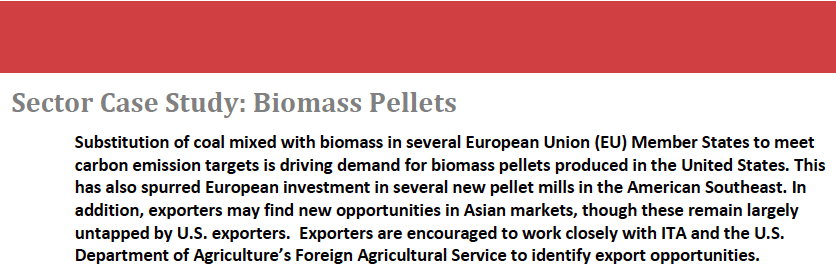 Sector Case Study: Biomass Pellets
Substitution of coal mixed with biomass in several European Union (EU) Member States to meet
carbon emission targets is driving demand for biomass pellets produced in the United States. This
has also spurred European investment in several new pellet mills in the American Southeast. In
addition, exporters may find new opportunities in Asian markets, though these remain largely
untapped by U.S. exporters.  Exporters are encouraged to work closely with ITA and the U.S.
Department of Agriculture’s Foreign Agricultural Service to identify export opportunities.